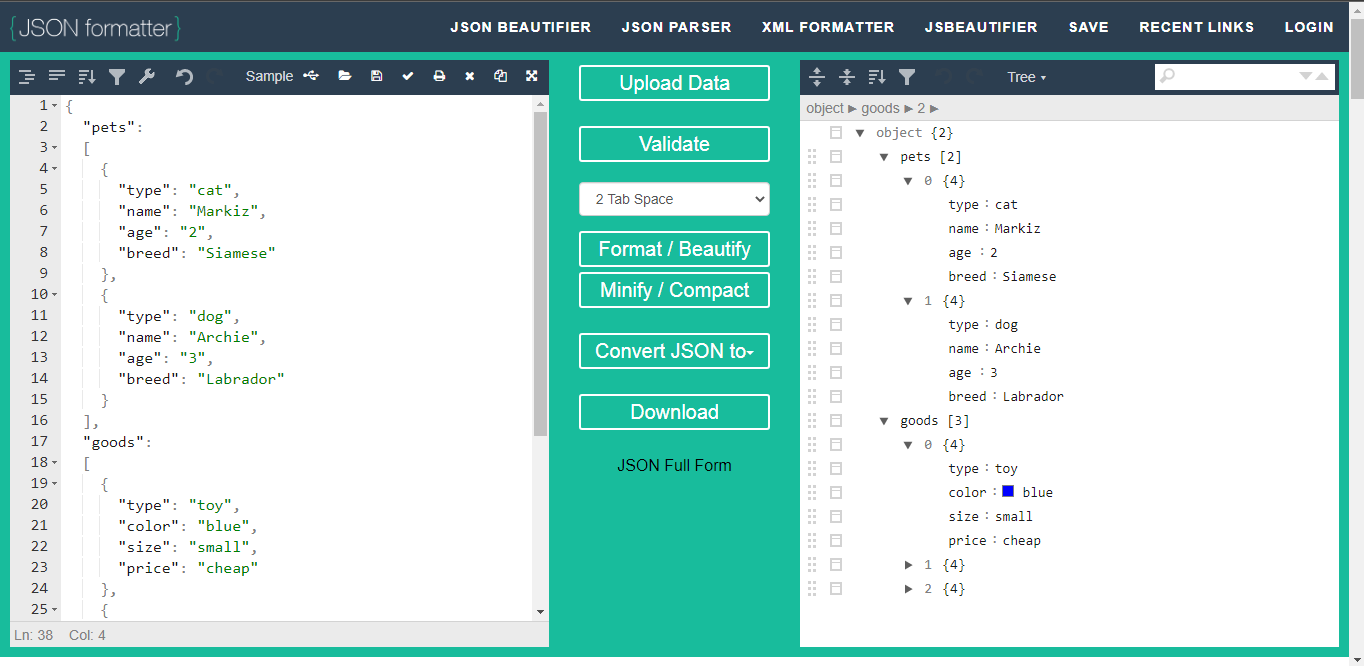 {JSON formatter}
JSON BEAUTIFIER JSON PARSER XML FORMATTER JSBEAUTIFIER SAVE RECENT LINKS LOGIN
Sample
1 {
2 "pets":
3 [
4 {
5 "type": "cat",
6 "name": "Markiz",
7 "age": "2",
8 "breed": "Siamese"
9 },
10 {
11 "type": "dog",
12 "name": "Archie",
13 "age": "3",
14 "breed": "Labrador"
15 }
16 ],
17 "goods":
18 [
19 {
20 "type": "toy",
21 "color": "blue",
22 "size": "small",
23 "price": "cheap"
24 },
25 {
Ln: 38 Col: 4
Upload Data
Validate
2 Tab Space
Format / Beautify
Minify / Compact
Convert JSON to
Download
JSON Full Form
Tree
object ► goods ► 2 ►
object {2}
pets [2]
0 {4}
type : cat
name : Markiz
age : 2
breed : Siamese
1 {4}
type : dog
name : Archie
age : 3
breed : Labrador
goods [3]
0 {4}
type : toy
color : blue
size : small
price : cheap
1 {4}
2 {4}